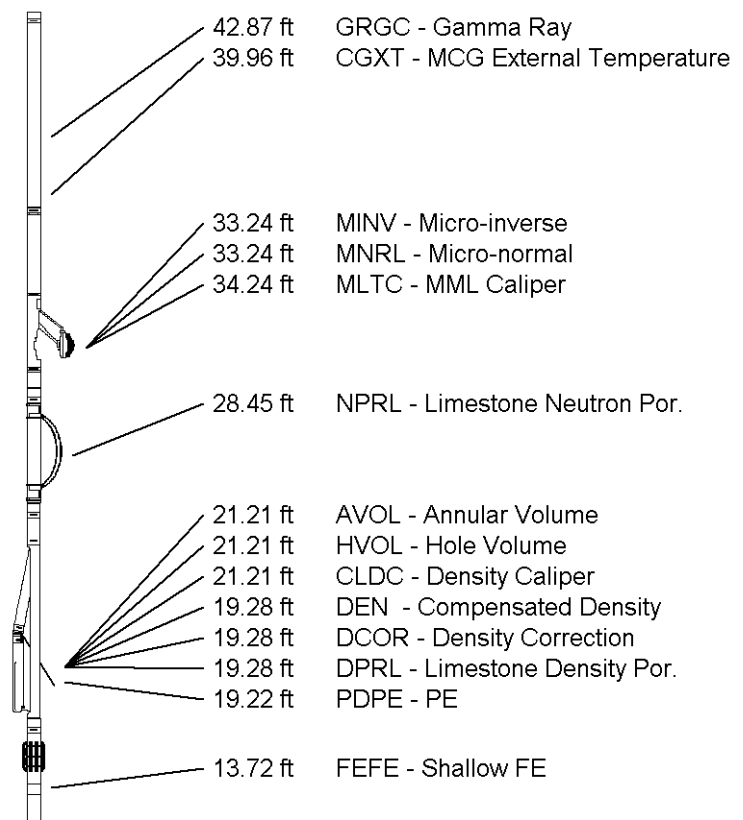 42.87 ft GRGC - Gamma Ray
39.96 ft CGXT - MCG External Temperature
33.24 ft MINV - Micro-inverse
33.24 ft MNRL - Micro-normal
34.24 ft MLTC - MML Caliper
28.45 ft NPRL - Limestone Neutron Por.
21.21 ft AVOL - Annular Volume
21.21 ft HVOL - Hole Volume
21.21 ft CLDC - Density Caliper
19.28 ft DEN - Compensated Density
19.28 ft DCOR - Density Correction
19.28 ft DPRL - Limestone Density Por.
19.22 ft PDPE - PE
13.72 ft FEFE - Shallow FE